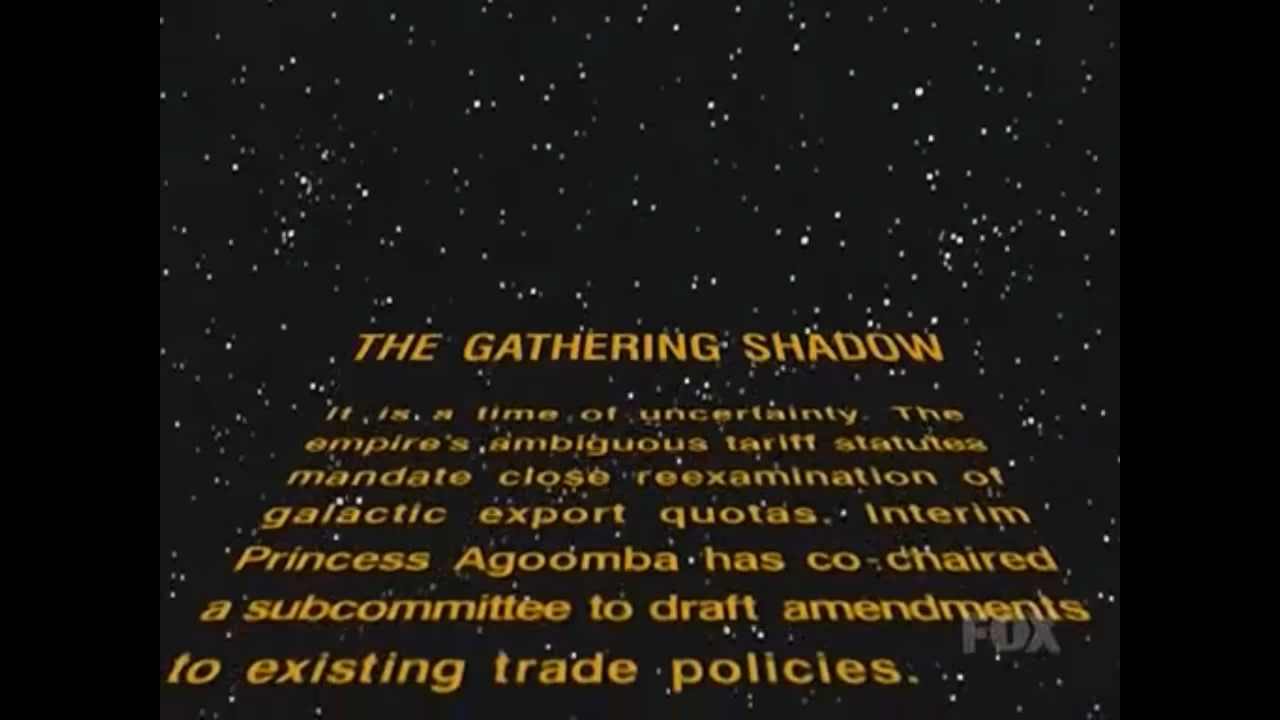 THE GATHERING SHADOW
It is a time of uncertainty. The
empire's ambiguous tariff statutes
mandate close reexamination of
galactic export quotas. Interim
Princess Agoomba has co-chaired
a subcommittee to draft amendments
to existing trade policies.
FOX